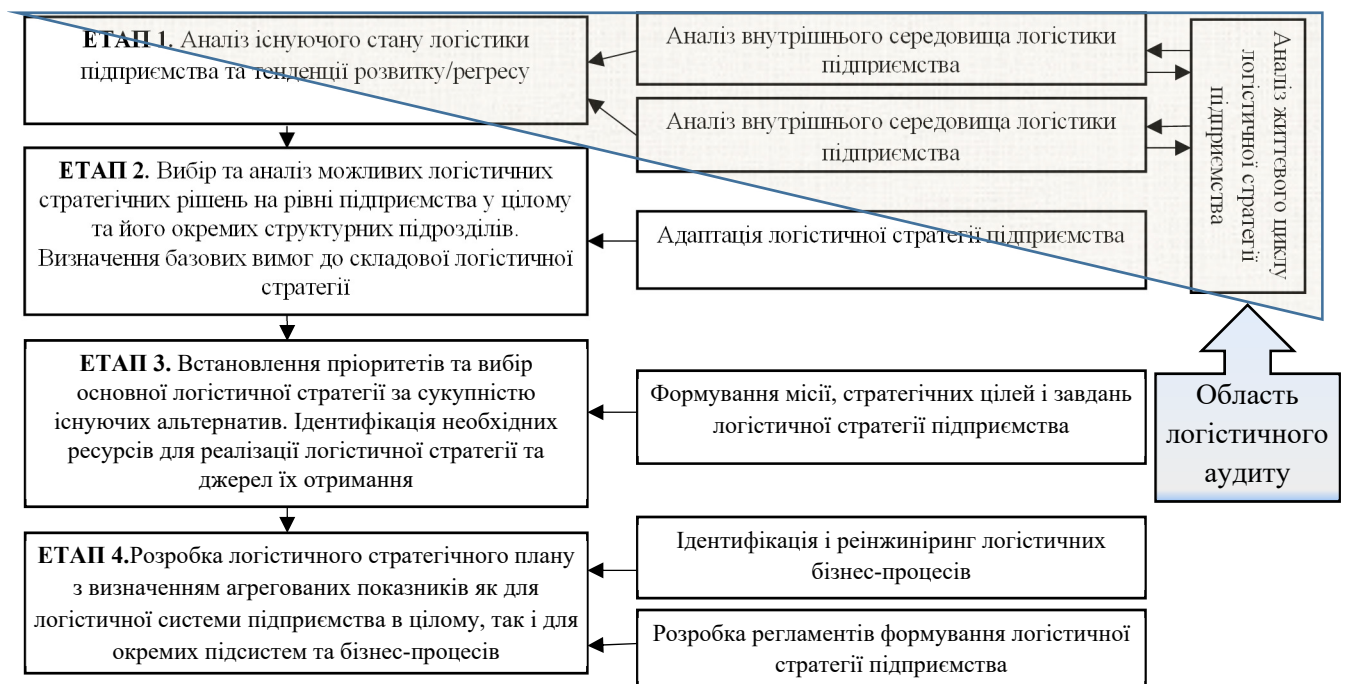 ЕТАП 1. Аналіз існуючого стану логістики
підприємства та тенденції розвитку/регресу
Аналіз внутрішнього середовища логістики
підприємства
Аналіз внутрішнього середовища логістики
підприємства
Аналіз життєвого циклу
логістичної стратегії
підприємства
ЕТАП 2. Вибір та аналіз можливих логістичних
стратегічних рішень на рівні підприємства у цілому
та його окремих структурних підрозділів.
Визначення базових вимог до складової логістичної
стратегії
Адаптація логістичної стратегії підприємства
ЕТАП 3. Встановлення пріоритетів та вибір
основної логістичної стратегії за сукупністю
існуючих альтернатив. Ідентифікація необхідних
ресурсів для реалізації логістичної стратегії та
джерел їх отримання
Формування місії, стратегічних цілей і завдань
логістичної стратегії підприємства
Область
логістичного
аудиту
ЕТАП 4.Розробка логістичного стратегічного плану
з визначенням агрегованих показників як для
логістичної системи підприємства в цілому, так і для
окремих підсистем та бізнес-процесів
Ідентифікація і реінжиніринг логістичних
бізнес-процесів
Розробка регламентів формування логістичної
стратегії підприємства